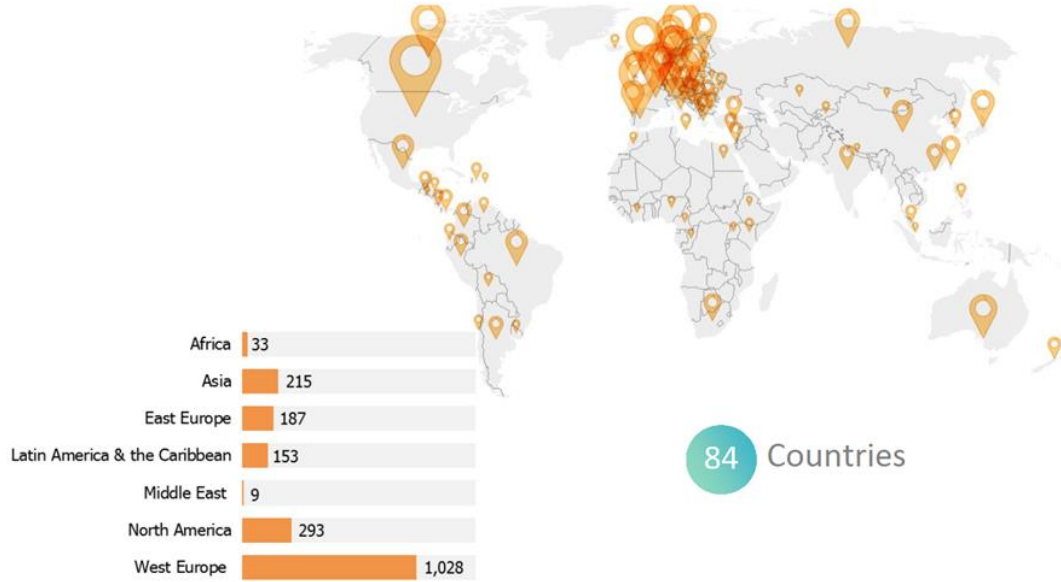 Africa 33
Asia 215
East Europe 187
Latin America & the Caribbean 153
Middle East 9
North America 293
West Europe 1,028
84 Countries